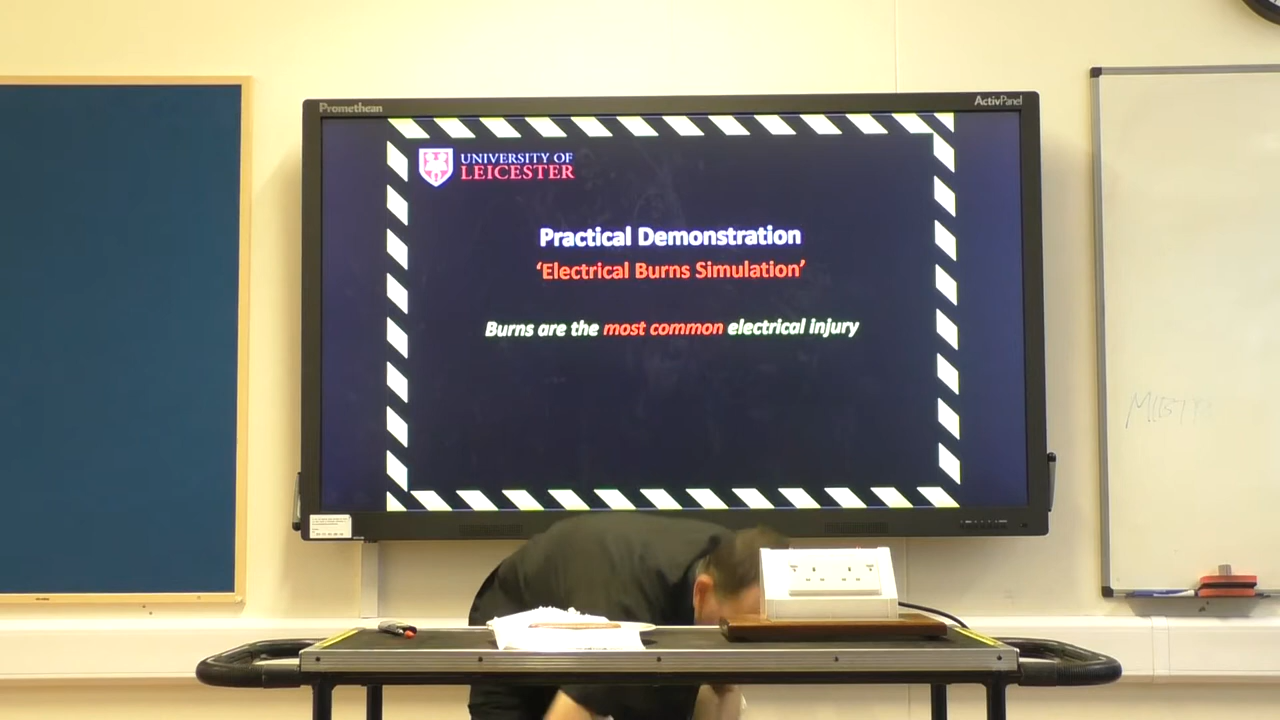 Promethean
ActivPanel
UNIVERSITY OF
LEICESTER
Practical Demonstration
‘Electrical Burns Simulation’
Burns are the most common electrical injury